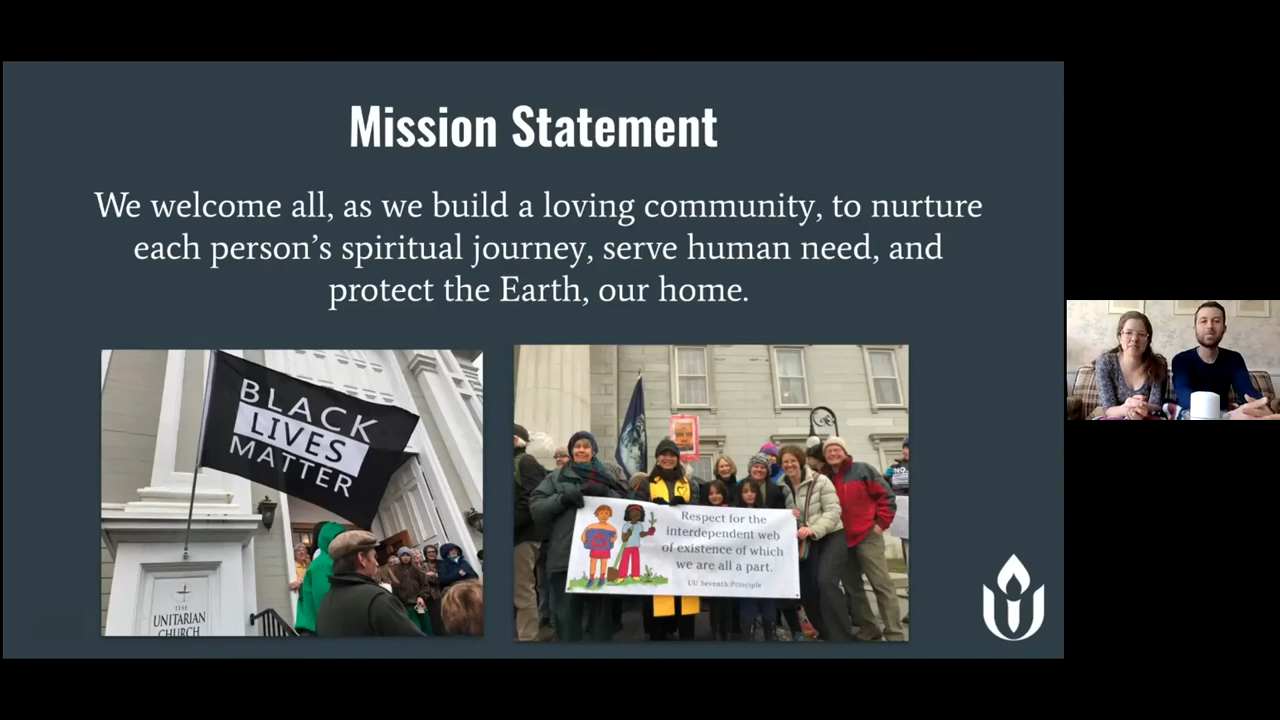 Mission Statement
We welcome all, as we build a loving community, to nurture
each person's spiritual journey, serve human need, and
protect the Earth, our home.
BLACK
LIVES
MATTER
THE
UNITARIAN
CHURCH
Respect for the
interdependent web
of existence of which
we are all a part.
UU Seventh Principle
NO